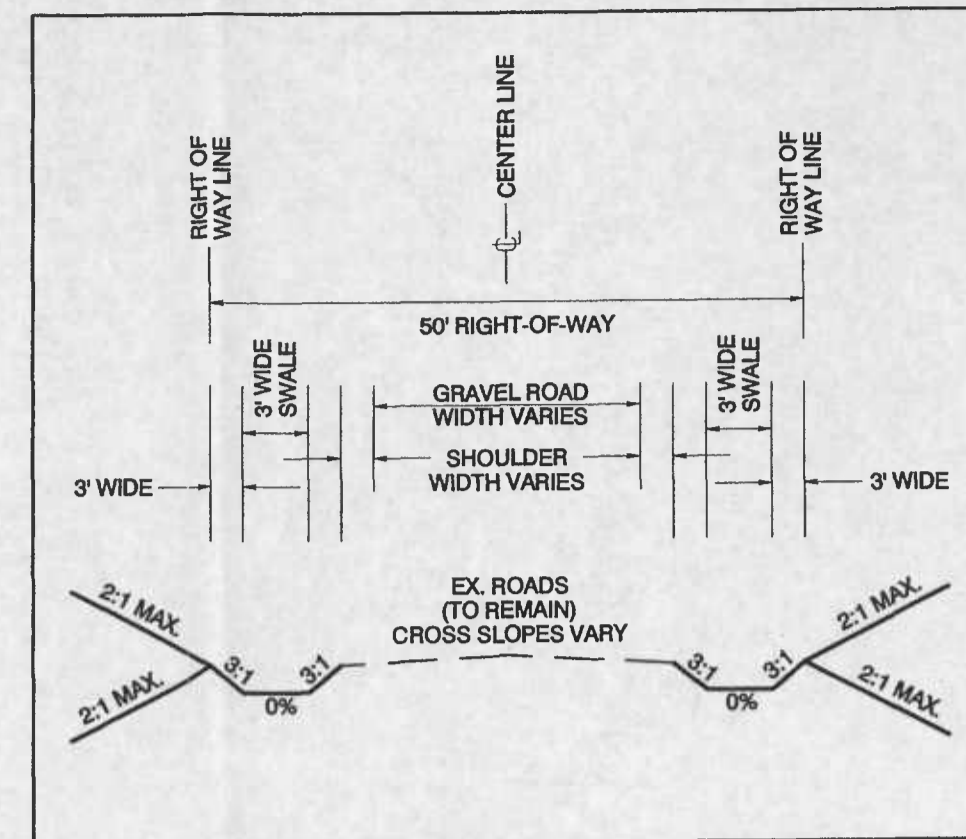 CENTER LINE
RIGHT OF
WAY LINE
RIGHT OF
WAY LINE
50' RIGHT-OF-WAY
3' WIDE
SWALE
GRAVEL ROAD
WIDTH VARIES
3' WIDE
SWALE
SHOULDER
WIDTH VARIES
3' WIDE
3' WIDE
EX. ROADS
(TO REMAIN)
CROSS SLOPES VARY
2:1 MAX.
2:1 MAX.
3:1
3:1
0%
3:1
3:1
0%
2:1 MAX.
2:1 MAX.